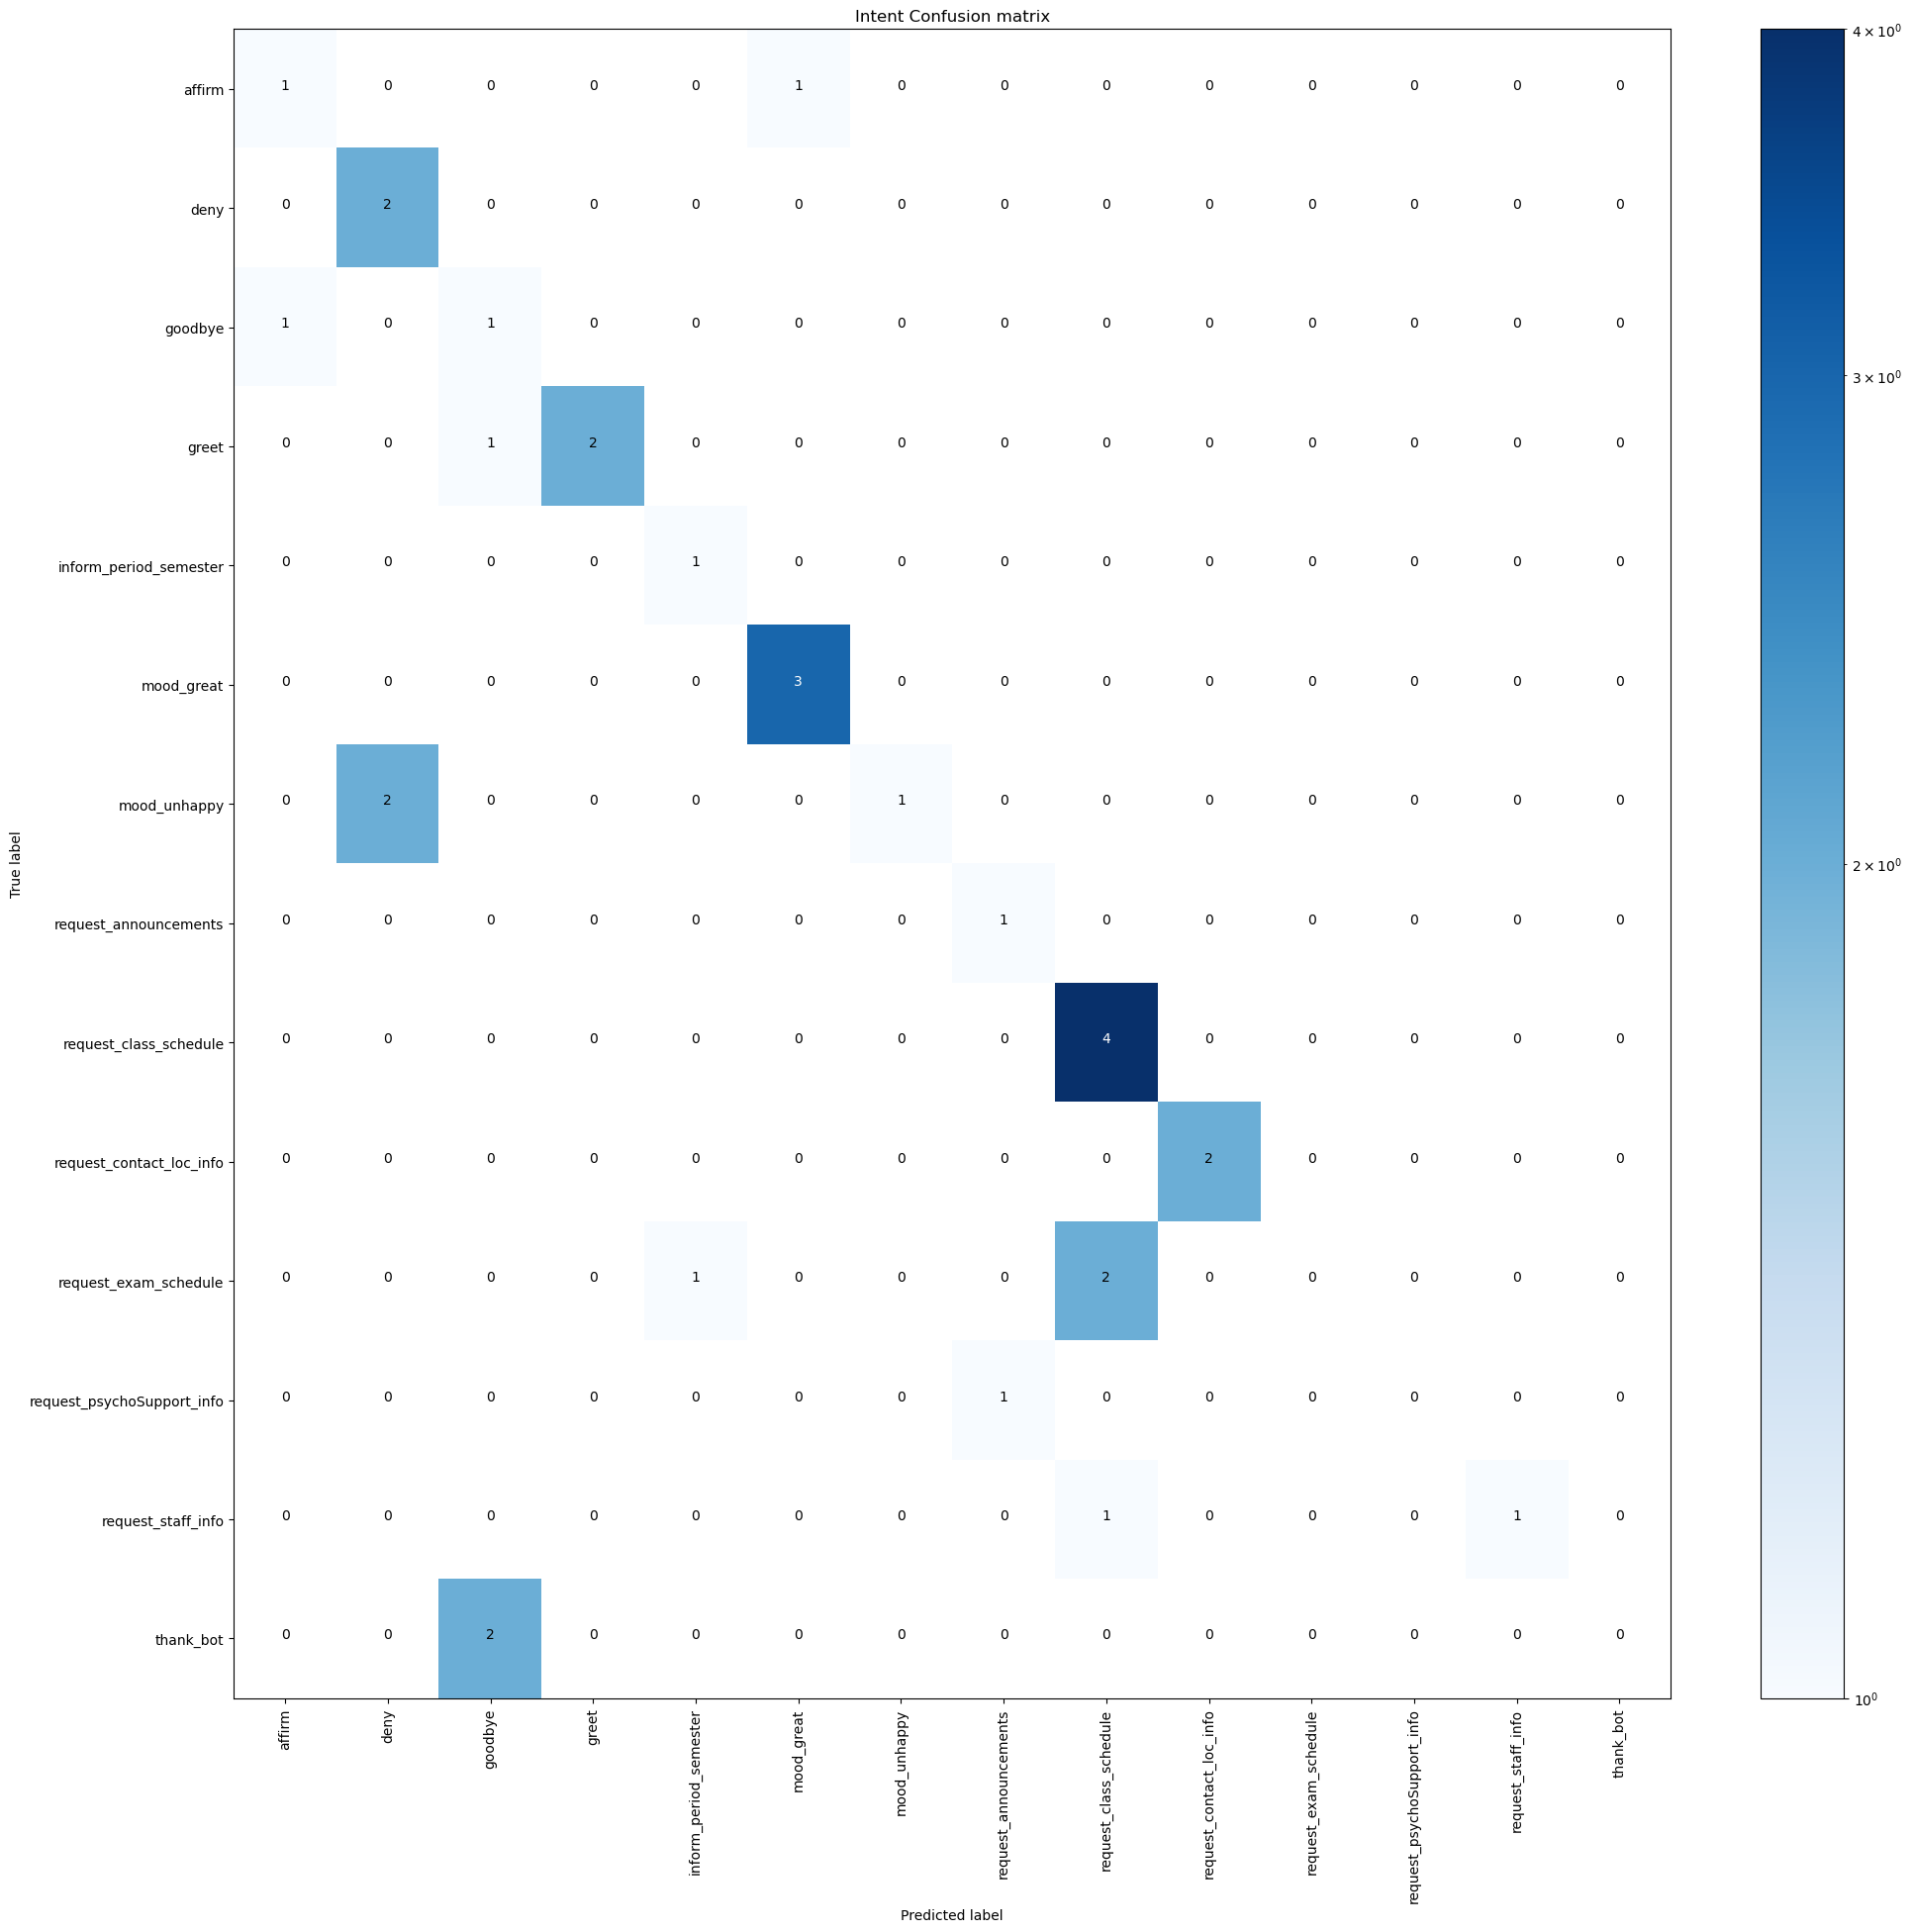 Intent Confusion matrix
affirm 1 0 0 0 0 1 0 0 0 0 0 0 0 0
deny 0 2 0 0 0 0 0 0 0 0 0 0 0 0
goodbye 1 0 1 0 0 0 0 0 0 0 0 0 0 0
greet 0 0 1 2 0 0 0 0 0 0 0 0 0 0
inform_period_semester 0 0 0 0 1 0 0 0 0 0 0 0 0 0
mood_great 0 0 0 0 0 3 0 0 0 0 0 0 0 0
mood_unhappy 0 2 0 0 0 0 1 0 0 0 0 0 0 0
request_announcements 0 0 0 0 0 0 0 1 0 0 0 0 0 0
request_class_schedule 0 0 0 0 0 0 0 0 4 0 0 0 0 0
request_contact_loc_info 0 0 0 0 0 0 0 0 0 2 0 0 0 0
request_exam_schedule 0 0 0 0 1 0 0 0 2 0 0 0 0 0
request_psychoSupport_info 0 0 0 0 0 0 0 1 0 0 0 0 0 0
request_staff_info 0 0 0 0 0 0 0 0 1 0 0 0 1 0
thank_bot 0 0 2 0 0 0 0 0 0 0 0 0 0 0
True label
affirm
deny
goodbye
greet
inform_period_semester
mood_great
mood_unhappy
request_announcements
request_class_schedule
request_contact_loc_info
request_exam_schedule
request_psychoSupport_info
request_staff_info
thank_bot
Predicted label
4 × 10⁰
3 × 10⁰
2 × 10⁰
10⁰